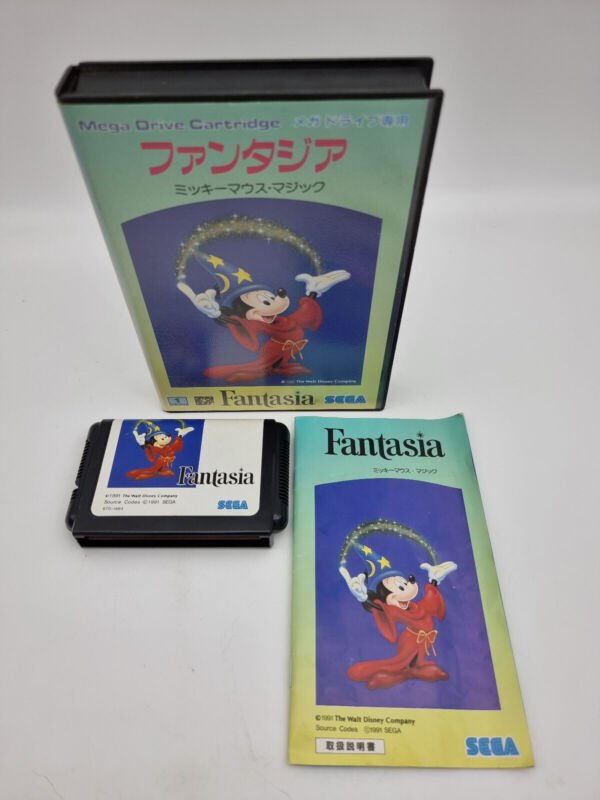 Mega Drive Cartridge メガドライブ専用
ファンタジア
ミッキーマウス・マジック
© 1991 The Walt Disney Company
Fantasia SEGA
Fantasia
© 1991 The Walt Disney Company
Source Codes © 1991 SEGA
SEGA
Fantasia
ミッキーマウス・マジック
© 1991 The Walt Disney Company
Source Codes © 1991 SEGA
取扱説明書
SEGA